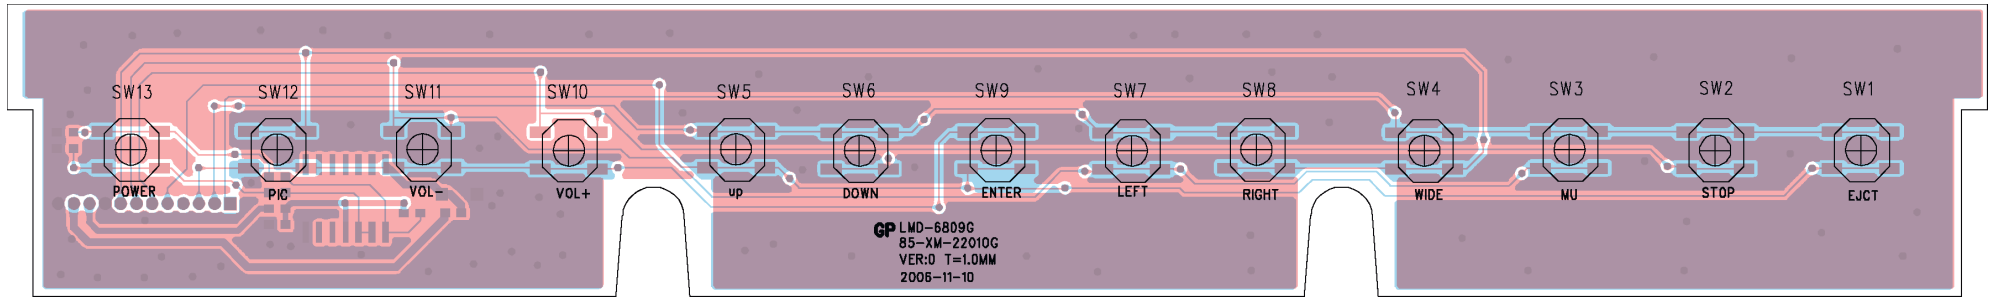 SW13 SW12 SW11 SW10 SW5 SW6 SW9 SW7 SW8 SW4 SW3 SW2 SW1
POWER PIC VOL- VOL+ up DOWN ENTER LEFT RIGHT WIDE MU STOP EJCT
GP LMD-6809G
85-XM-22010G
VER:0 T=1.0MM
2006-11-10